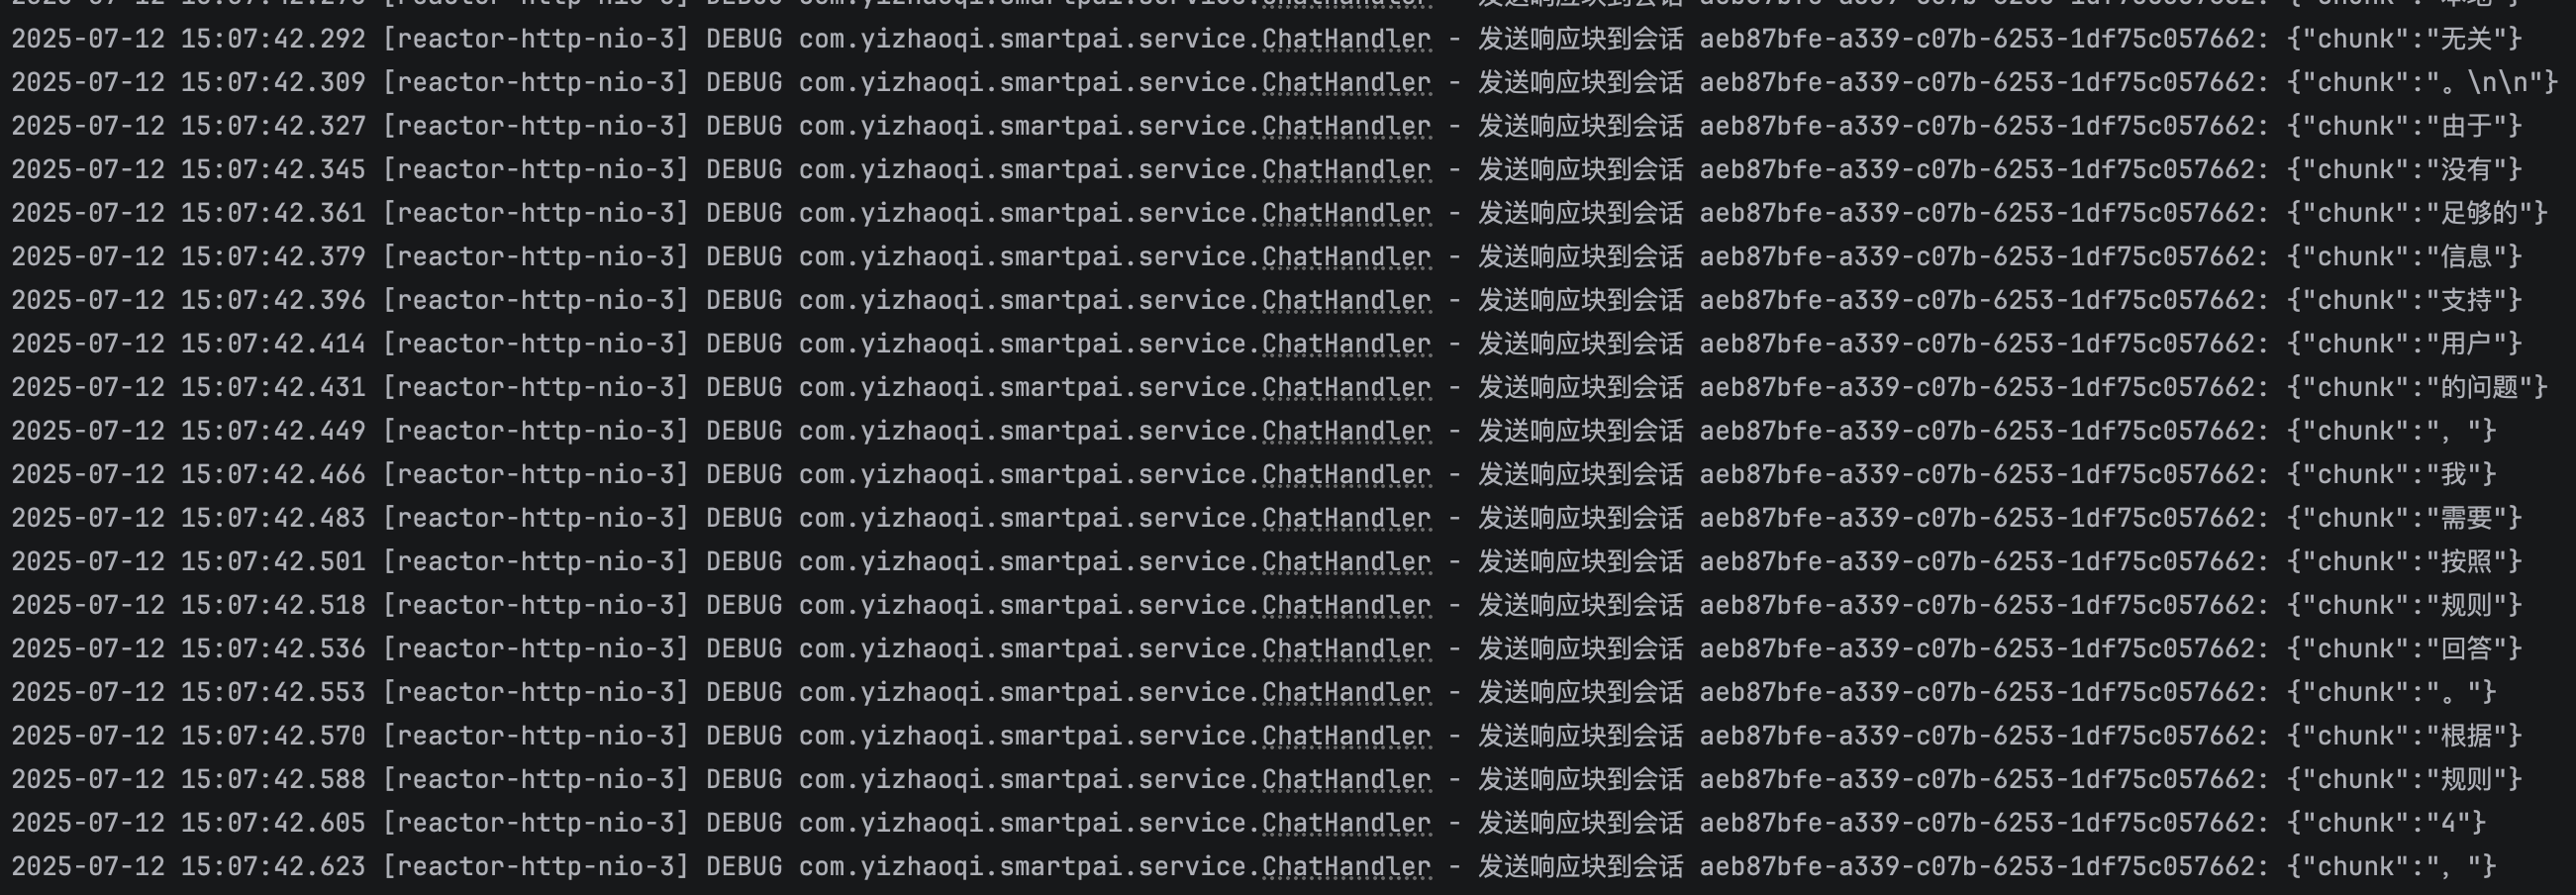 2025-07-12 15:07:42.292 [reactor-http-nio-3] DEBUG com.yizhaoqi.smartpai.service.ChatHandler - 发送响应块到会话 aeb87bfe-a339-c07b-6253-1df75c057662: {"chunk":"无关"}
2025-07-12 15:07:42.309 [reactor-http-nio-3] DEBUG com.yizhaoqi.smartpai.service.ChatHandler - 发送响应块到会话 aeb87bfe-a339-c07b-6253-1df75c057662: {"chunk":"。\n\n"}
2025-07-12 15:07:42.327 [reactor-http-nio-3] DEBUG com.yizhaoqi.smartpai.service.ChatHandler - 发送响应块到会话 aeb87bfe-a339-c07b-6253-1df75c057662: {"chunk":"由于"}
2025-07-12 15:07:42.345 [reactor-http-nio-3] DEBUG com.yizhaoqi.smartpai.service.ChatHandler - 发送响应块到会话 aeb87bfe-a339-c07b-6253-1df75c057662: {"chunk":"没有"}
2025-07-12 15:07:42.361 [reactor-http-nio-3] DEBUG com.yizhaoqi.smartpai.service.ChatHandler - 发送响应块到会话 aeb87bfe-a339-c07b-6253-1df75c057662: {"chunk":"足够的"}
2025-07-12 15:07:42.379 [reactor-http-nio-3] DEBUG com.yizhaoqi.smartpai.service.ChatHandler - 发送响应块到会话 aeb87bfe-a339-c07b-6253-1df75c057662: {"chunk":"信息"}
2025-07-12 15:07:42.396 [reactor-http-nio-3] DEBUG com.yizhaoqi.smartpai.service.ChatHandler - 发送响应块到会话 aeb87bfe-a339-c07b-6253-1df75c057662: {"chunk":"支持"}
2025-07-12 15:07:42.414 [reactor-http-nio-3] DEBUG com.yizhaoqi.smartpai.service.ChatHandler - 发送响应块到会话 aeb87bfe-a339-c07b-6253-1df75c057662: {"chunk":"用户"}
2025-07-12 15:07:42.431 [reactor-http-nio-3] DEBUG com.yizhaoqi.smartpai.service.ChatHandler - 发送响应块到会话 aeb87bfe-a339-c07b-6253-1df75c057662: {"chunk":"的问题"}
2025-07-12 15:07:42.449 [reactor-http-nio-3] DEBUG com.yizhaoqi.smartpai.service.ChatHandler - 发送响应块到会话 aeb87bfe-a339-c07b-6253-1df75c057662: {"chunk":"，"}
2025-07-12 15:07:42.466 [reactor-http-nio-3] DEBUG com.yizhaoqi.smartpai.service.ChatHandler - 发送响应块到会话 aeb87bfe-a339-c07b-6253-1df75c057662: {"chunk":"我"}
2025-07-12 15:07:42.483 [reactor-http-nio-3] DEBUG com.yizhaoqi.smartpai.service.ChatHandler - 发送响应块到会话 aeb87bfe-a339-c07b-6253-1df75c057662: {"chunk":"需要"}
2025-07-12 15:07:42.501 [reactor-http-nio-3] DEBUG com.yizhaoqi.smartpai.service.ChatHandler - 发送响应块到会话 aeb87bfe-a339-c07b-6253-1df75c057662: {"chunk":"按照"}
2025-07-12 15:07:42.518 [reactor-http-nio-3] DEBUG com.yizhaoqi.smartpai.service.ChatHandler - 发送响应块到会话 aeb87bfe-a339-c07b-6253-1df75c057662: {"chunk":"规则"}
2025-07-12 15:07:42.536 [reactor-http-nio-3] DEBUG com.yizhaoqi.smartpai.service.ChatHandler - 发送响应块到会话 aeb87bfe-a339-c07b-6253-1df75c057662: {"chunk":"回答"}
2025-07-12 15:07:42.553 [reactor-http-nio-3] DEBUG com.yizhaoqi.smartpai.service.ChatHandler - 发送响应块到会话 aeb87bfe-a339-c07b-6253-1df75c057662: {"chunk":"。"}
2025-07-12 15:07:42.570 [reactor-http-nio-3] DEBUG com.yizhaoqi.smartpai.service.ChatHandler - 发送响应块到会话 aeb87bfe-a339-c07b-6253-1df75c057662: {"chunk":"根据"}
2025-07-12 15:07:42.588 [reactor-http-nio-3] DEBUG com.yizhaoqi.smartpai.service.ChatHandler - 发送响应块到会话 aeb87bfe-a339-c07b-6253-1df75c057662: {"chunk":"规则"}
2025-07-12 15:07:42.605 [reactor-http-nio-3] DEBUG com.yizhaoqi.smartpai.service.ChatHandler - 发送响应块到会话 aeb87bfe-a339-c07b-6253-1df75c057662: {"chunk":"4"}
2025-07-12 15:07:42.623 [reactor-http-nio-3] DEBUG com.yizhaoqi.smartpai.service.ChatHandler - 发送响应块到会话 aeb87bfe-a339-c07b-6253-1df75c057662: {"chunk":"，"}